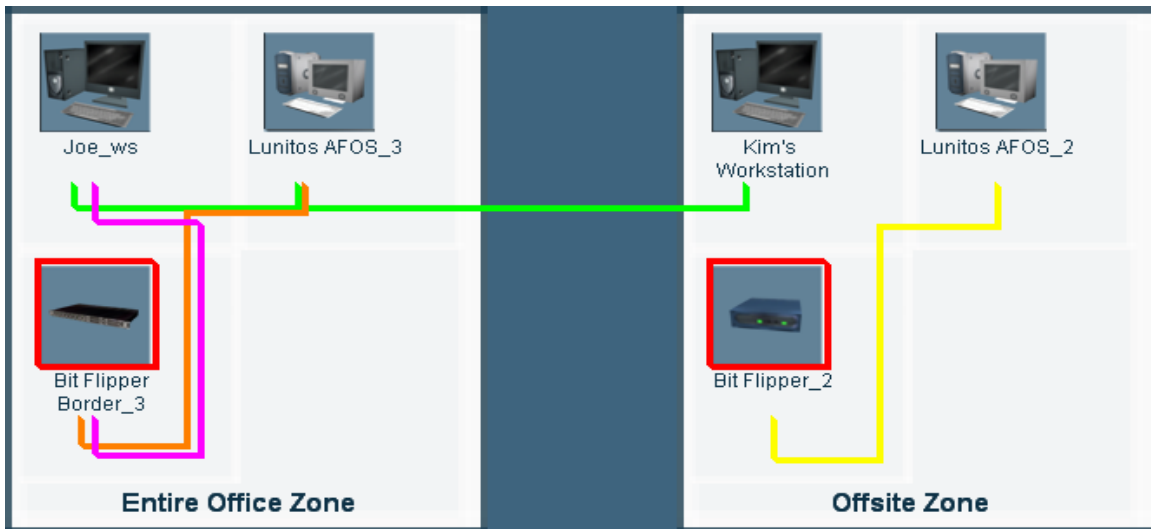 Joe_ws
Lunitos AFOS_3
Kim's
Workstation
Lunitos AFOS_2
Bit Flipper
Border_3
Bit Flipper_2
Entire Office Zone
Offsite Zone